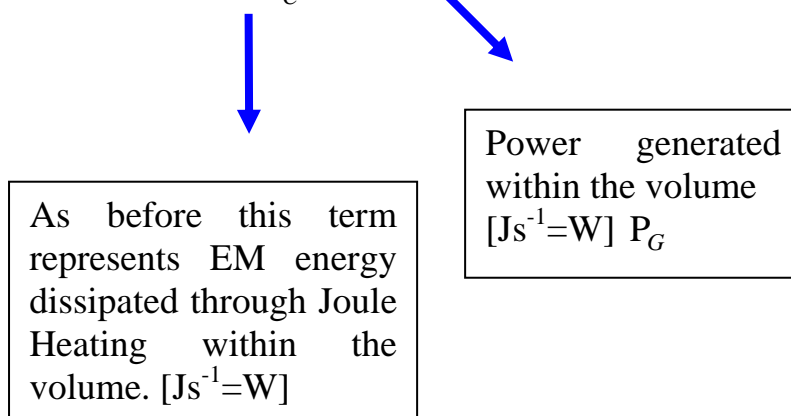 As before this term
represents EM energy
dissipated through Joule
Heating within the
volume. [Js⁻¹=W]
Power generated
within the volume
[Js⁻¹=W] P_G